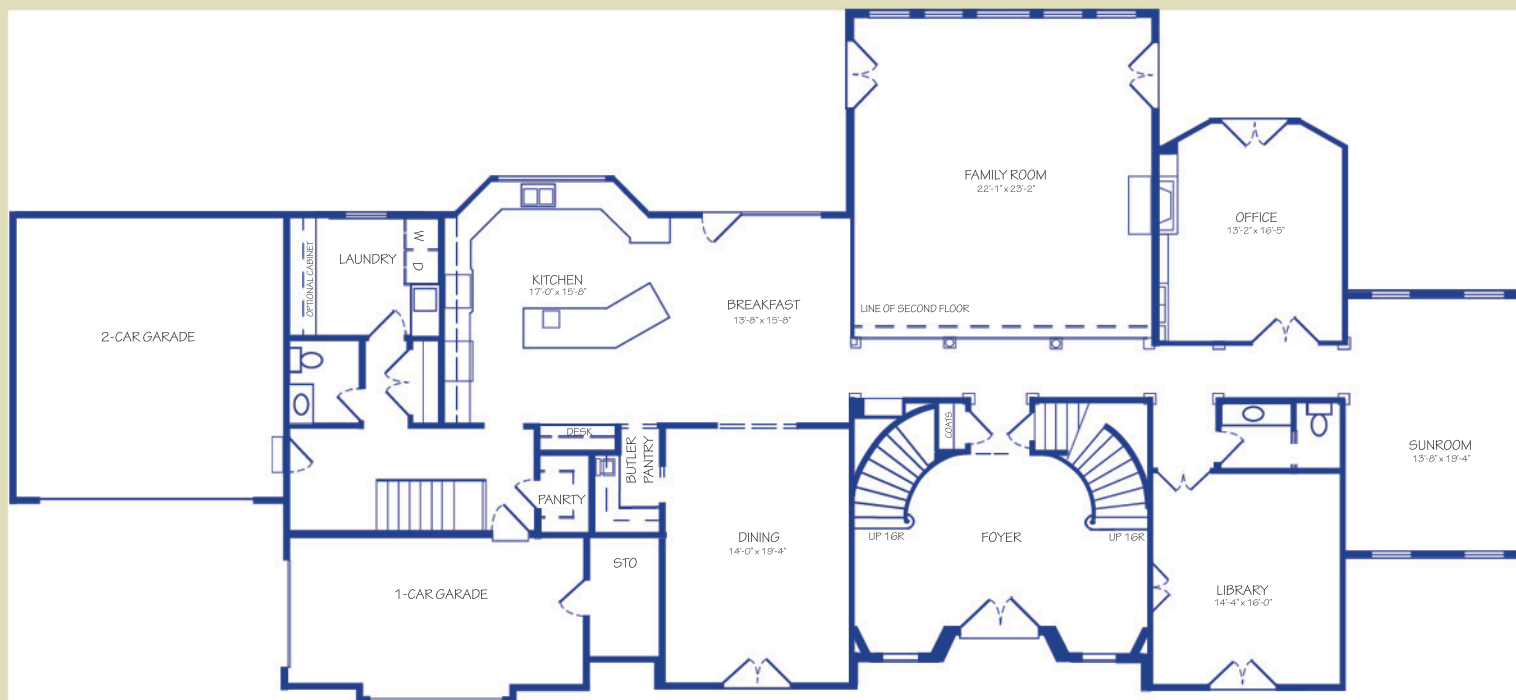 FAMILY ROOM
22'-1" x 23'-2"
OFFICE
13'-2" x 16'-5"
OPTIONAL CABINET
LAUNDRY
W
D
KITCHEN
17'-0" x 15'-8"
BREAKFAST
13'-8" x 15'-8"
LINE OF SECOND FLOOR
2-CAR GARADE
COATS
DESK
BUTLER
PANTRY
SUNROOM
13'-8" x 19'-4"
PANRTY
DINING
14'-0" x 19'-4"
UP 16R
FOYER
UP 16R
STO
1-CAR GARADE
LIBRARY
14'-4" x 16'-0"